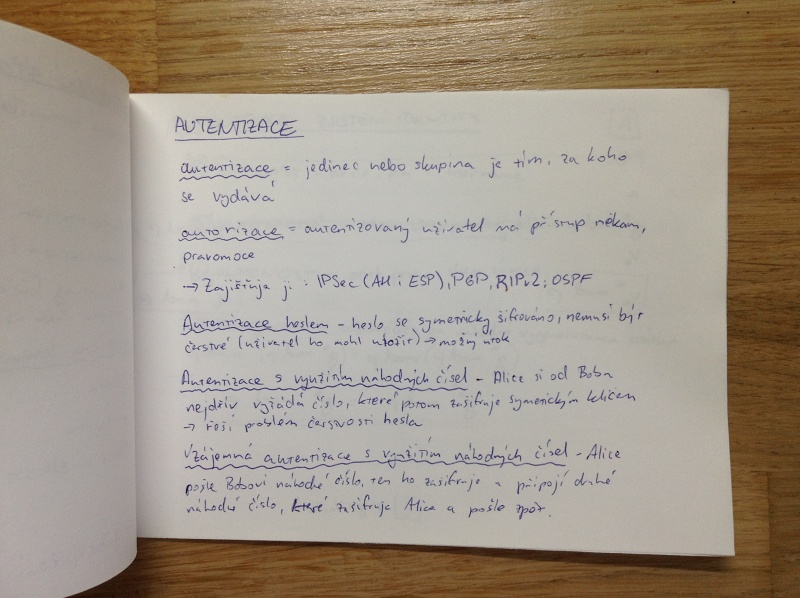 AUTENTIZACE
autentizace = jedinec nebo skupina je tím, za koho
se vydává
autorizace = autentizovaný uživatel má přístup někam,
pravomoce
→ Zajišťuje ji: IPSec (AH i ESP), PGP, RIPv2, OSPF
Autentizace heslem - heslo se symetricky šifrováno, nemusí být
čerstvé (uživatel ho mohl uložit) → možný útok
Autentizace s využitím náhodných čísel - Alice si od Boba
nejdřív vyžádá číslo, které potom zašifruje symetrickým klíčem
→ řeší problém čerstvosti hesla
Vzájemná autentizace s využitím náhodných čísel - Alice
pošle Bobovi náhodné číslo, ten ho zašifruje a připojí druhé
náhodné číslo, které zašifruje Alice a pošle zpět.